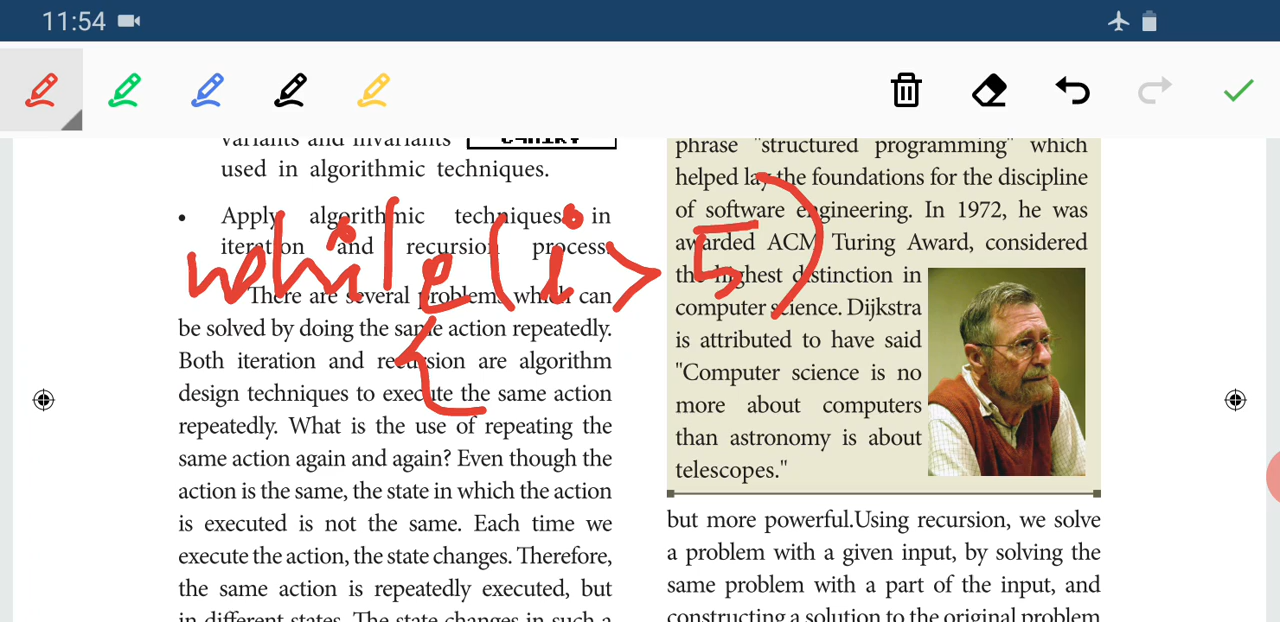 11:54
variants and invariants
used in algorithmic techniques.
• Apply algorithmic techniques in
iteration and recursion process.
There are several problems which can
be solved by doing the same action repeatedly.
Both iteration and recursion are algorithm
design techniques to execute the same action
repeatedly. What is the use of repeating the
same action again and again? Even though the
action is the same, the state in which the action
is executed is not the same. Each time we
execute the action, the state changes. Therefore,
the same action is repeatedly executed, but
in different states. The state changes in such a
while(i>5)
{
phrase "structured programming" which
helped lay the foundations for the discipline
of software engineering. In 1972, he was
awarded ACM Turing Award, considered
the highest distinction in
computer science. Dijkstra
is attributed to have said
"Computer science is no
more about computers
than astronomy is about
telescopes."
but more powerful.Using recursion, we solve
a problem with a given input, by solving the
same problem with a part of the input, and
constructing a solution to the original problem